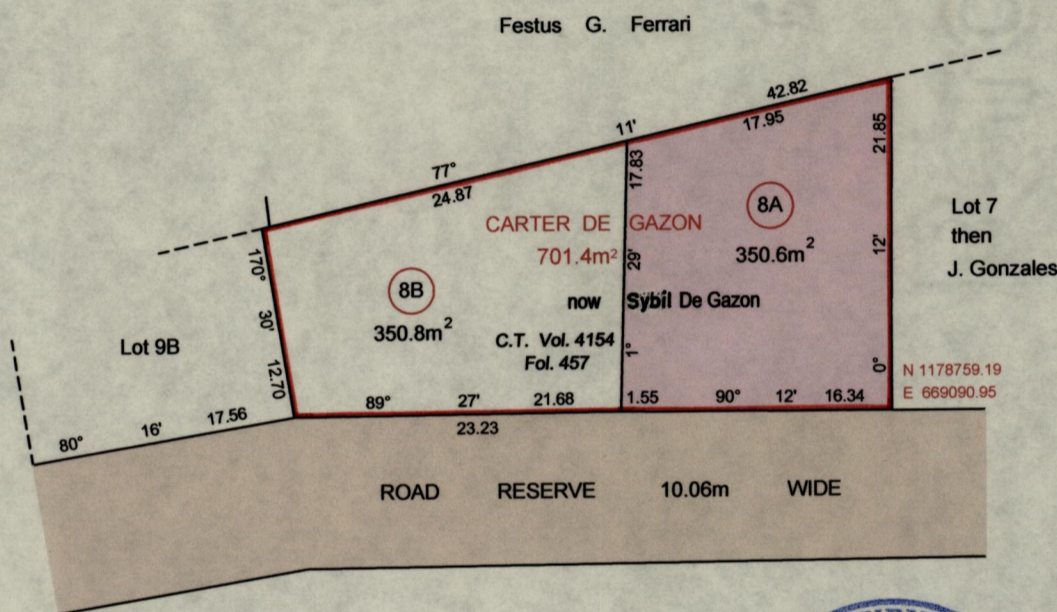 Festus G. Ferrari
42.82
17.95
11'
77°
24.87
17.83
21.85
8A
350.6m²
Lot 7
then
J. Gonzales
CARTER DE GAZON
701.4m²
29'
12'
170°
8B
350.8m²
now Sybil De Gazon
C.T. Vol. 4154
Fol. 457
30'
Lot 9B
12.70
1°
0°
N 1178759.19
E 669090.95
89° 27' 21.68
1.55 90° 12' 16.34
80° 16' 17.56
23.23
ROAD RESERVE 10.06m WIDE